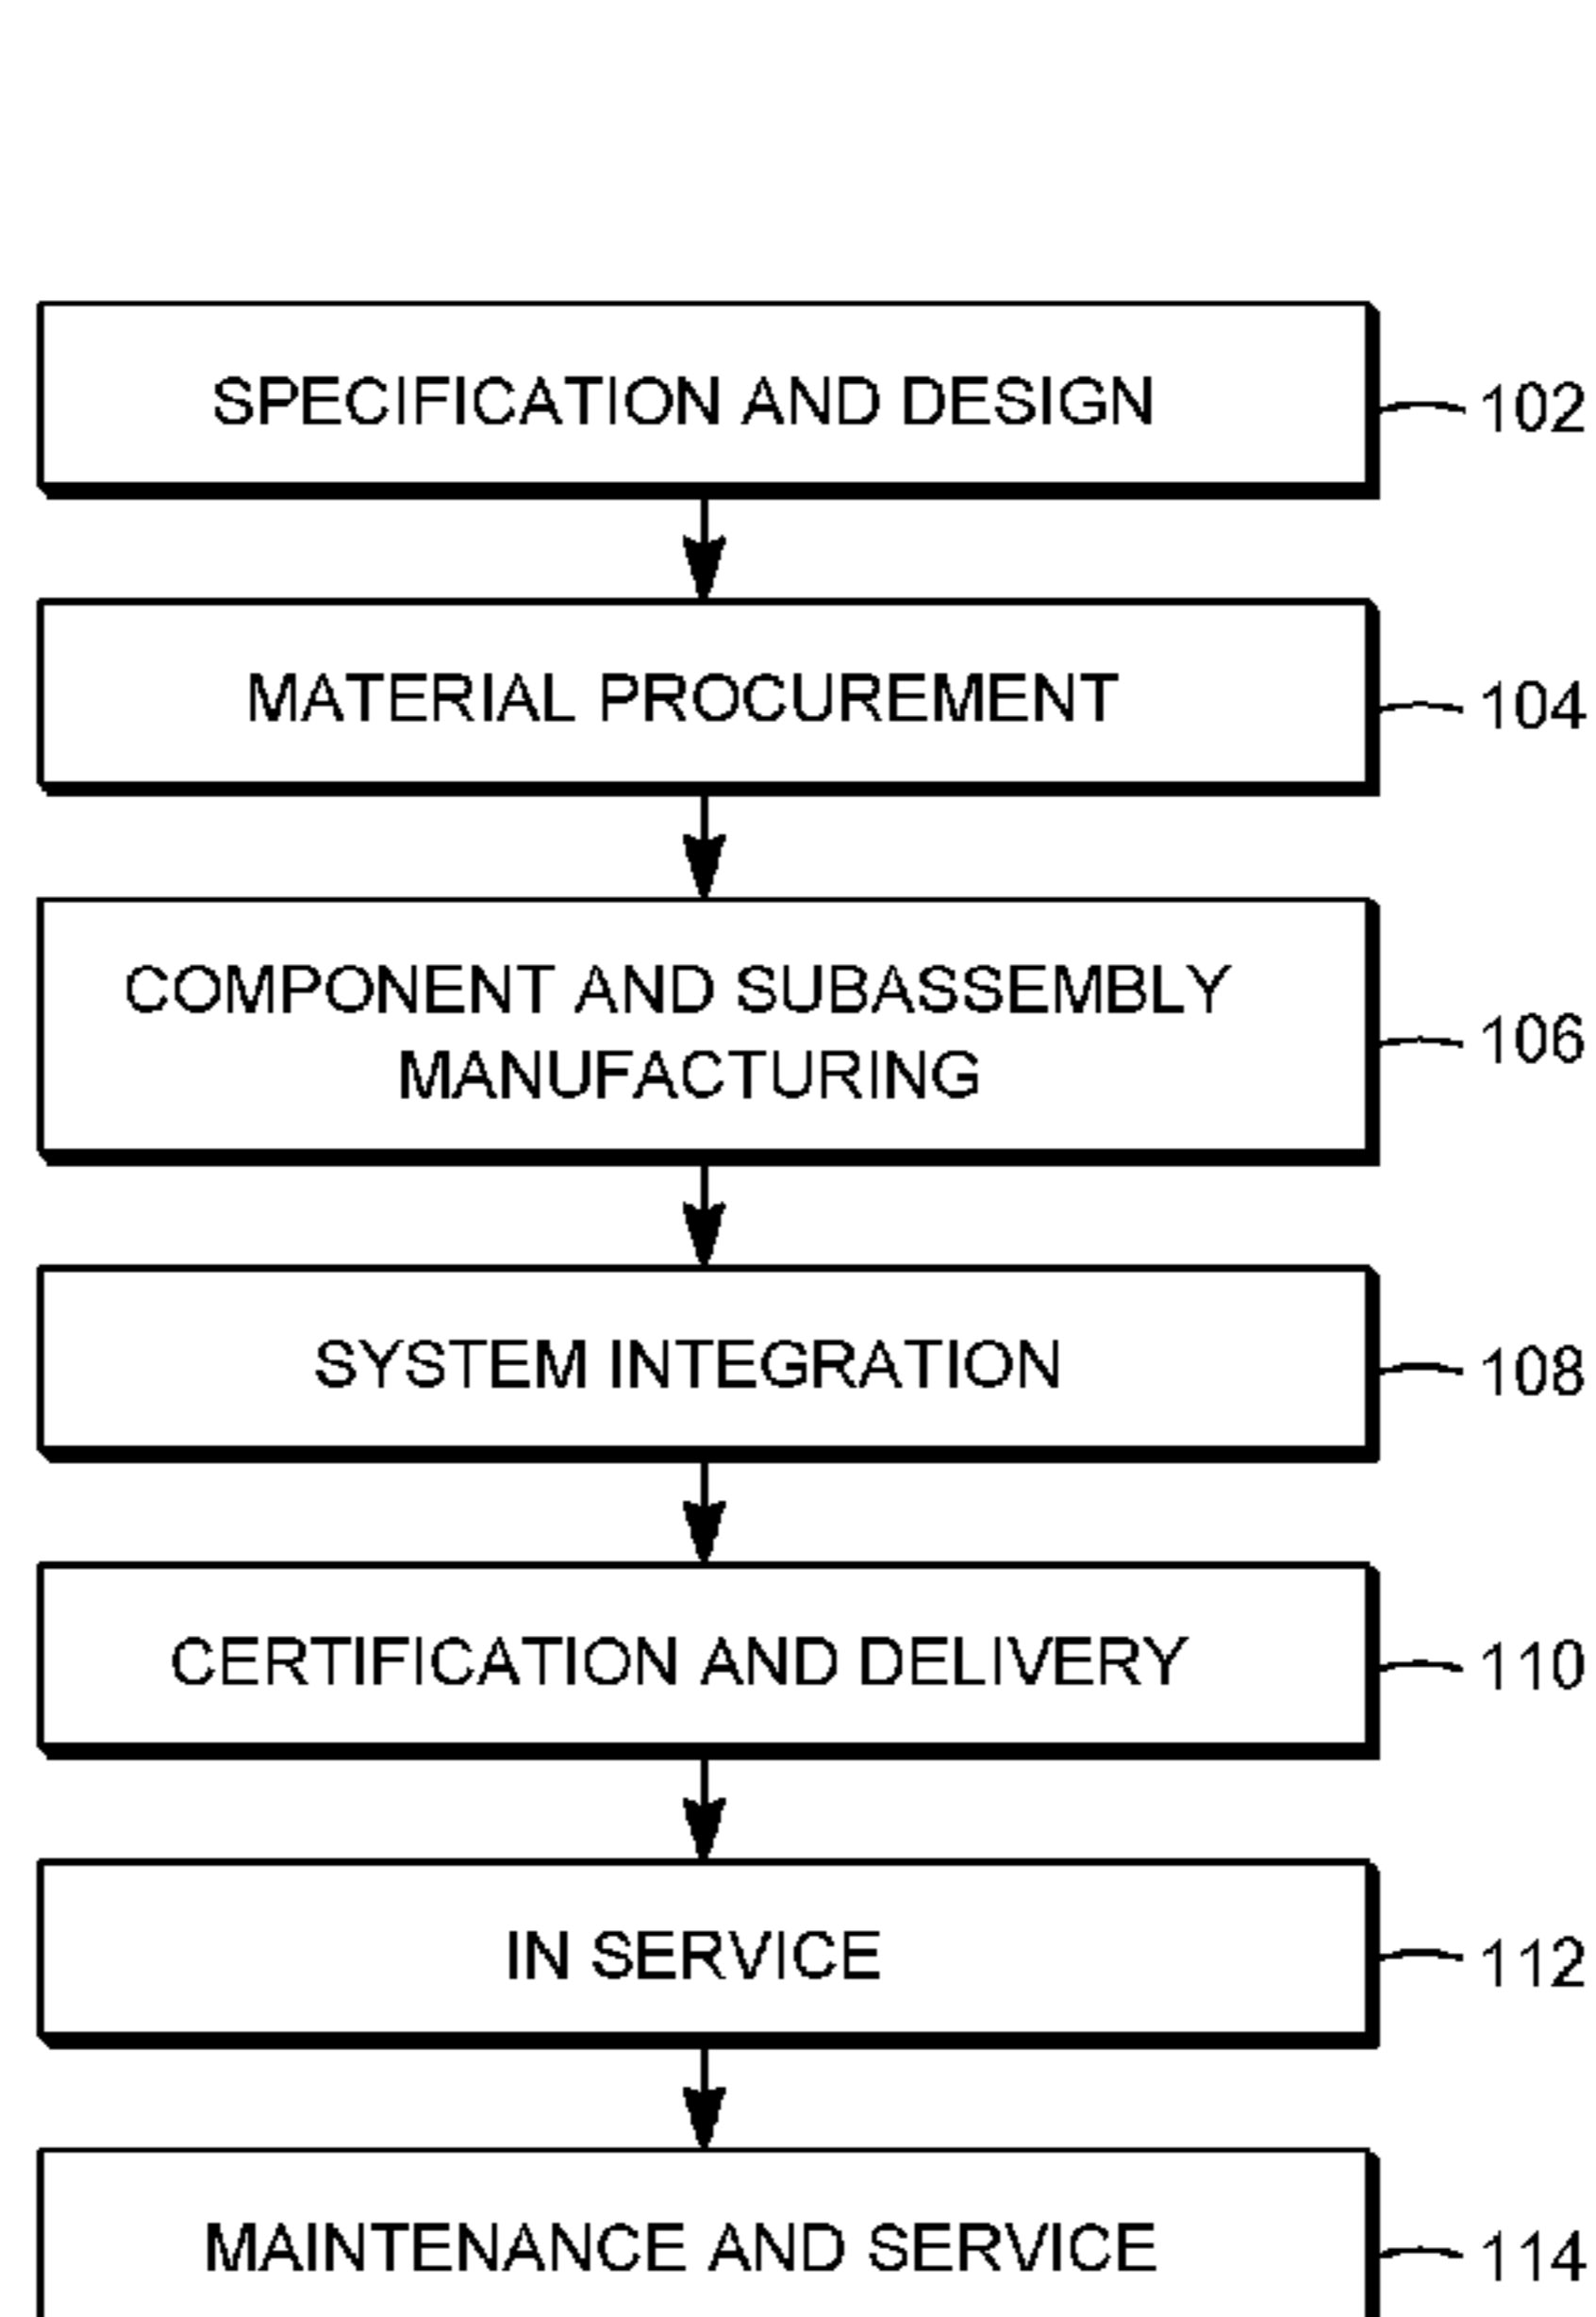 SPECIFICATION AND DESIGN 102
MATERIAL PROCUREMENT 104
COMPONENT AND SUBASSEMBLY
MANUFACTURING 106
SYSTEM INTEGRATION 108
CERTIFICATION AND DELIVERY 110
IN SERVICE 112
MAINTENANCE AND SERVICE 114